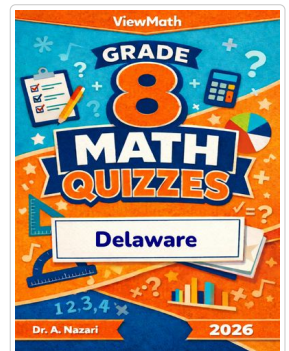 ViewMath
GRADE
8
MATH
QUIZZES
Delaware
1 2,3,4
Dr. A. Nazari
2026